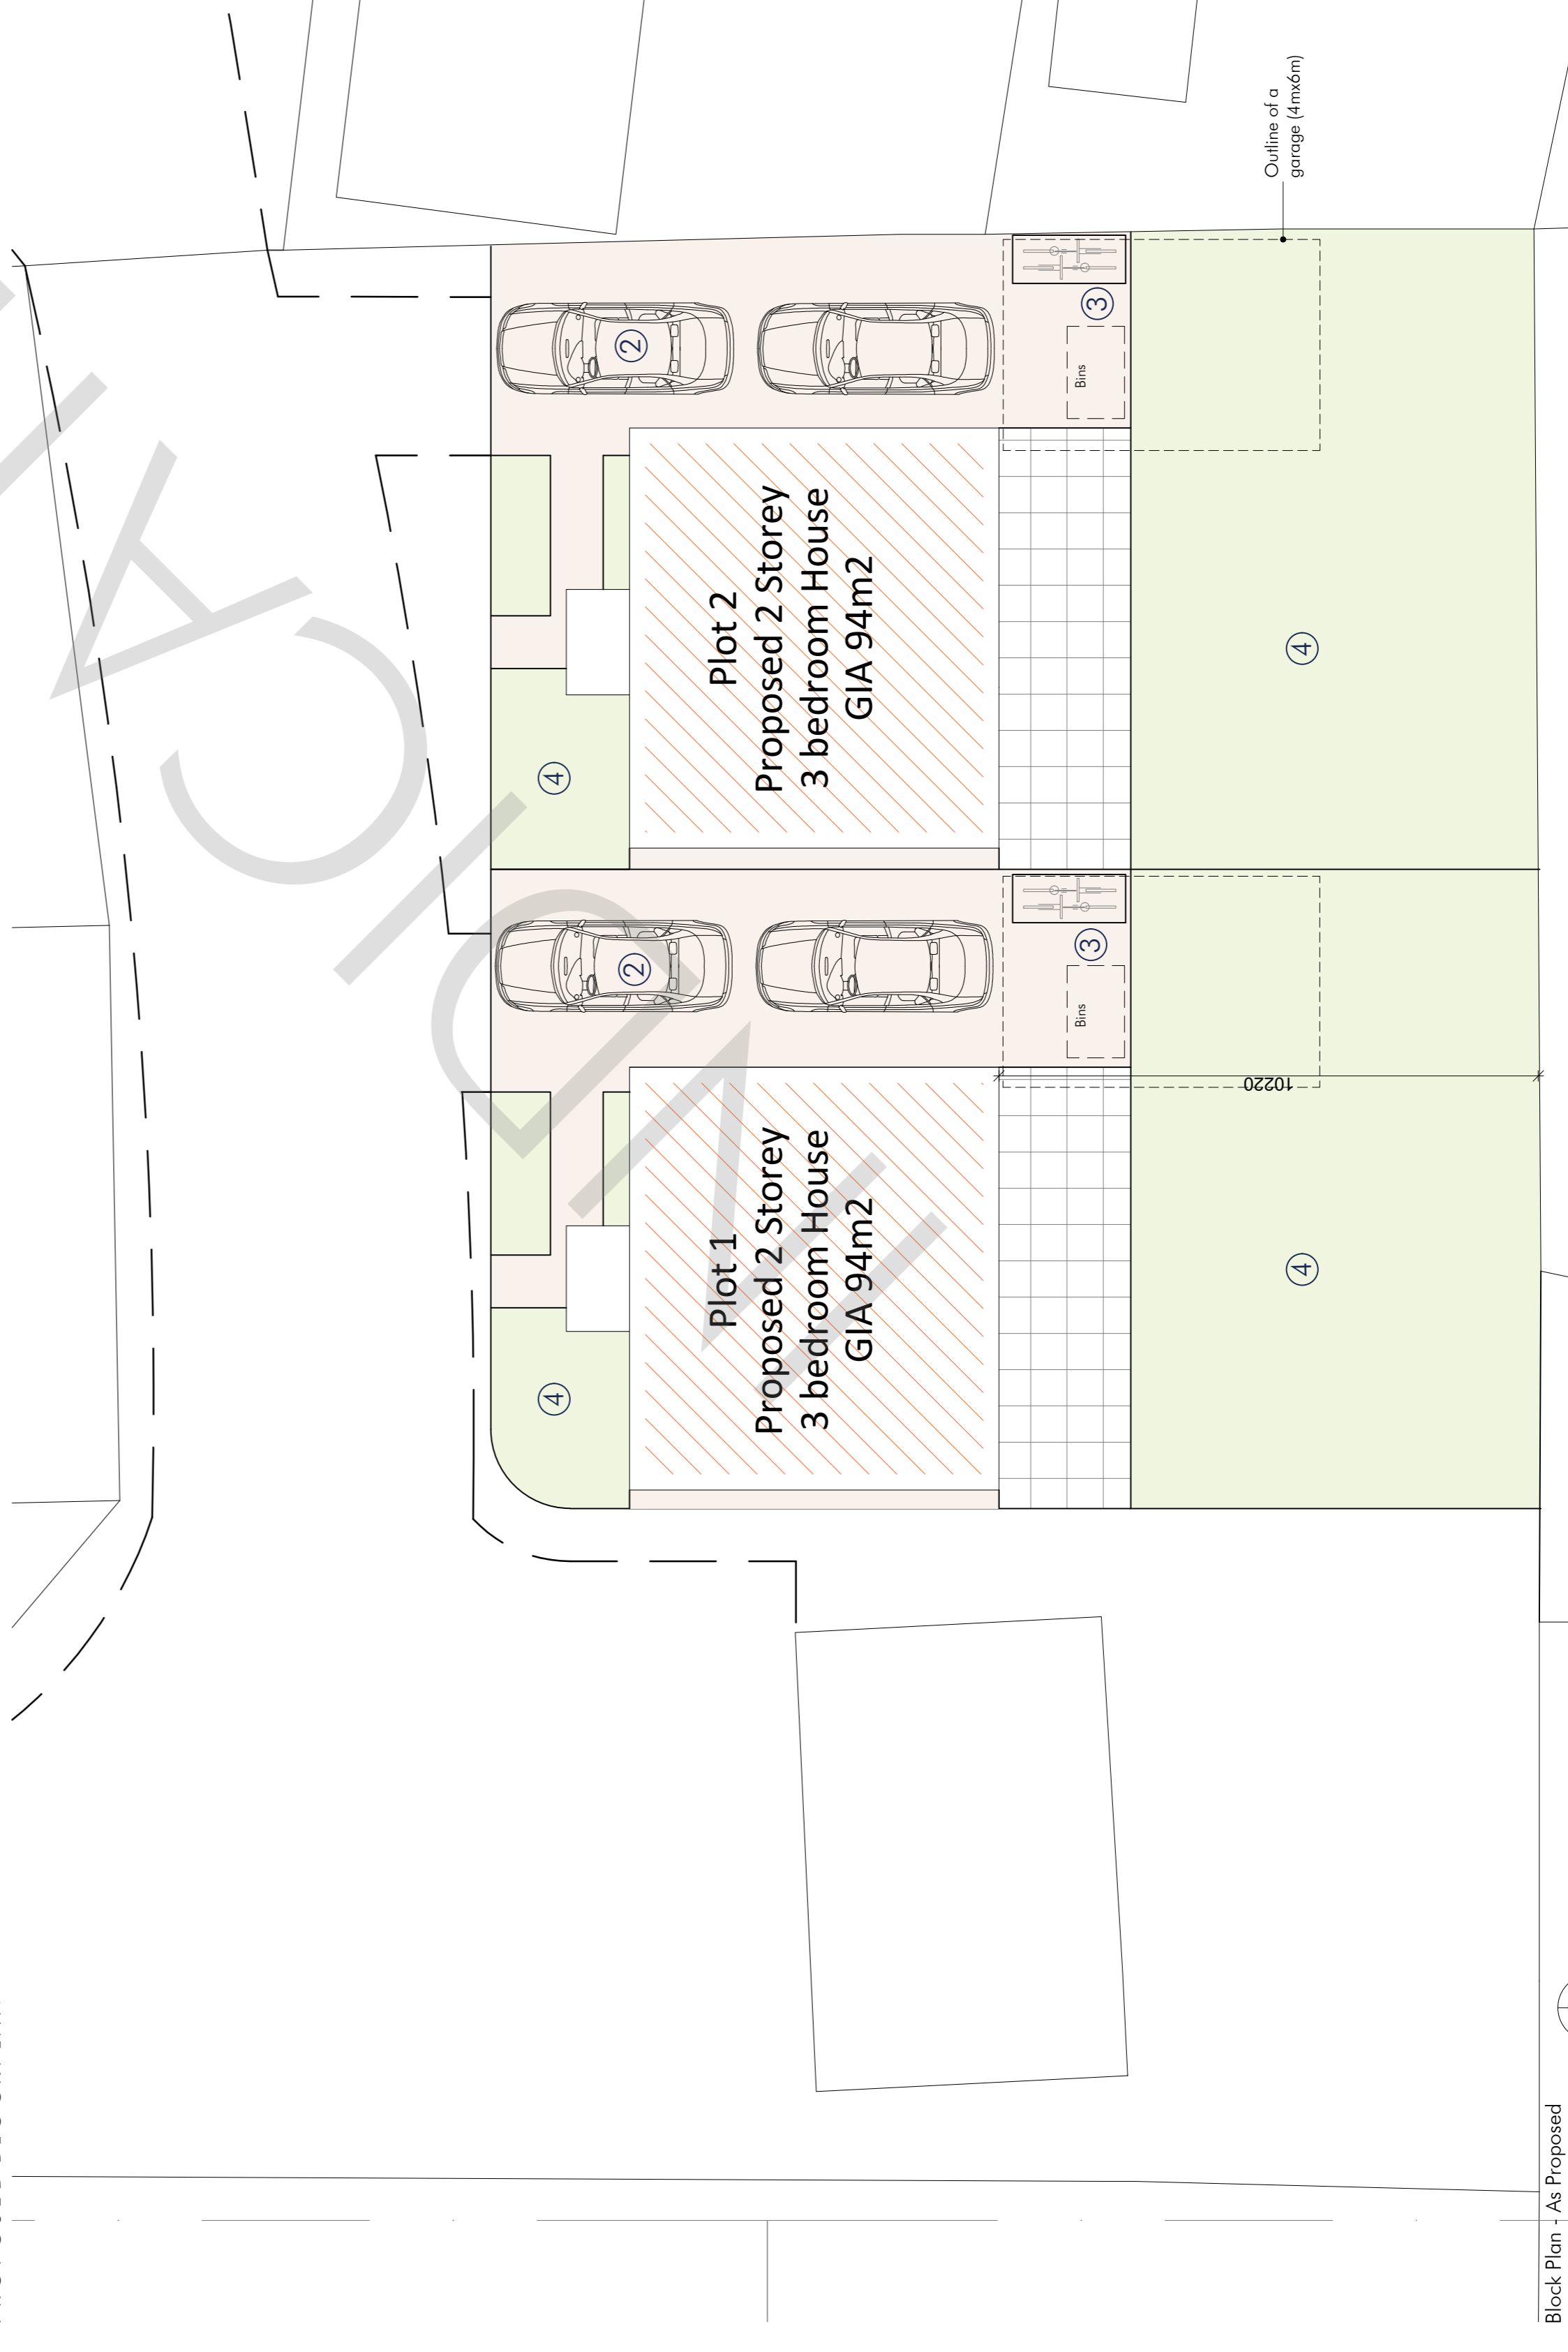 Outline of a
garage (4mx6m)
2
3
Bins
Plot 2
Proposed 2 Storey
3 bedroom House
GIA 94m2
4
4
2
3
Bins
10220
Plot 1
Proposed 2 Storey
3 bedroom House
GIA 94m2
4
4
Block Plan - As Proposed